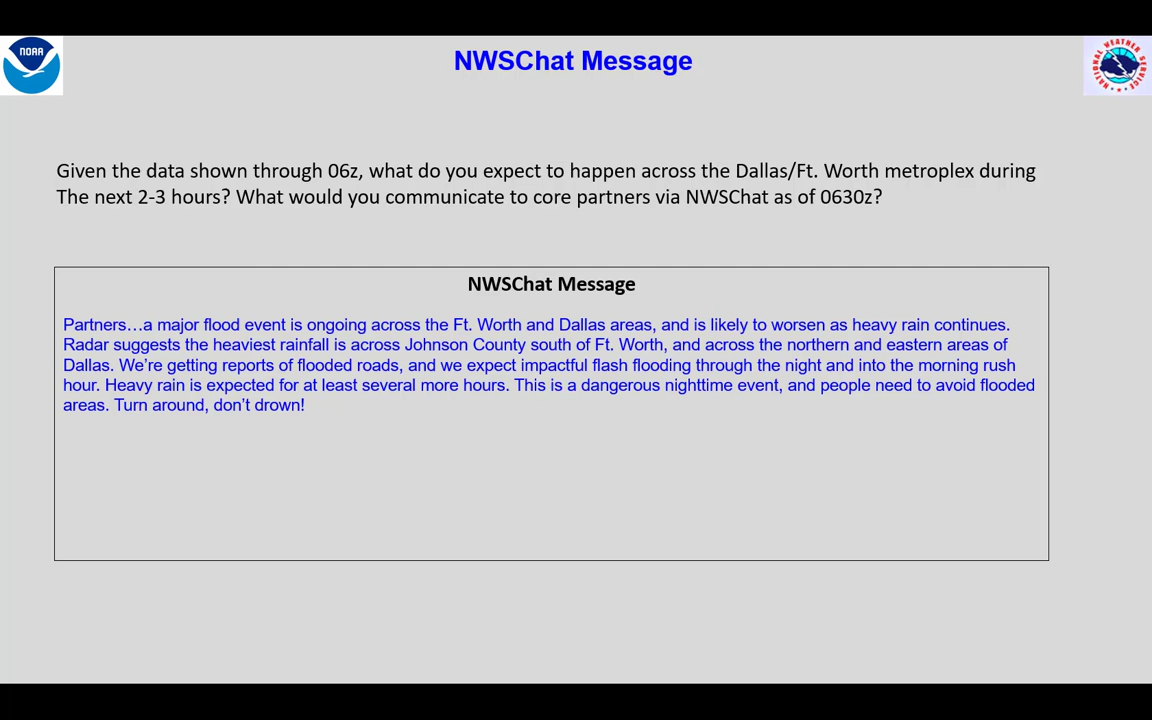 NOAA
NWSChat Message
NATIONAL WEATHER SERVICE
Given the data shown through 06z, what do you expect to happen across the Dallas/Ft. Worth metroplex during
The next 2-3 hours? What would you communicate to core partners via NWSChat as of 0630z?
NWSChat Message
Partners…a major flood event is ongoing across the Ft. Worth and Dallas areas, and is likely to worsen as heavy rain continues.
Radar suggests the heaviest rainfall is across Johnson County south of Ft. Worth, and across the northern and eastern areas of
Dallas. We’re getting reports of flooded roads, and we expect impactful flash flooding through the night and into the morning rush
hour. Heavy rain is expected for at least several more hours. This is a dangerous nighttime event, and people need to avoid flooded
areas. Turn around, don’t drown!